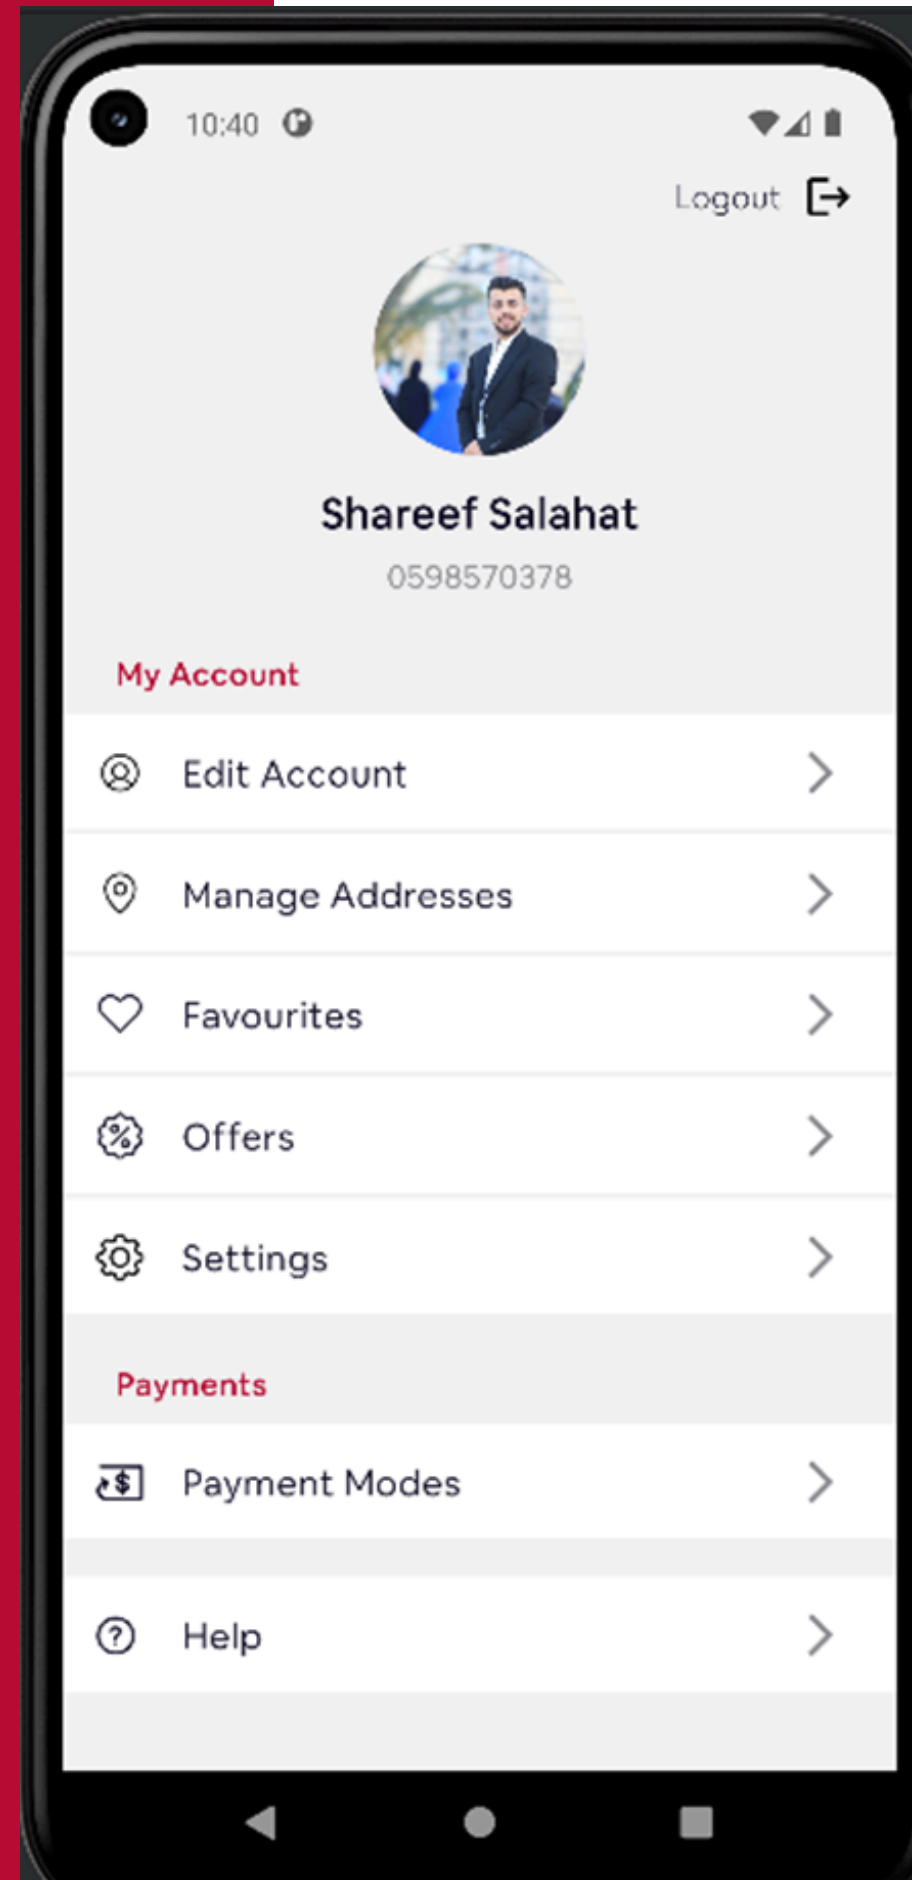 10:40
Logout
Shareef Salahat
0598570378
My Account
Edit Account
Manage Addresses
Favourites
Offers
Settings
Payments
Payment Modes
Help